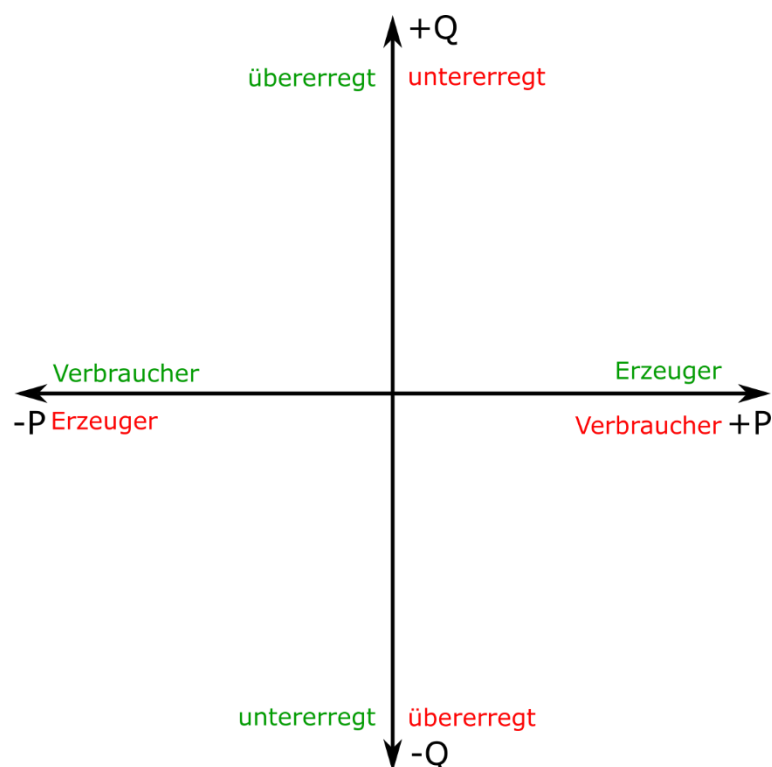 +Q
übererregt untererregt
Verbraucher Erzeuger
-P Erzeuger Verbraucher +P
untererregt übererregt
-Q